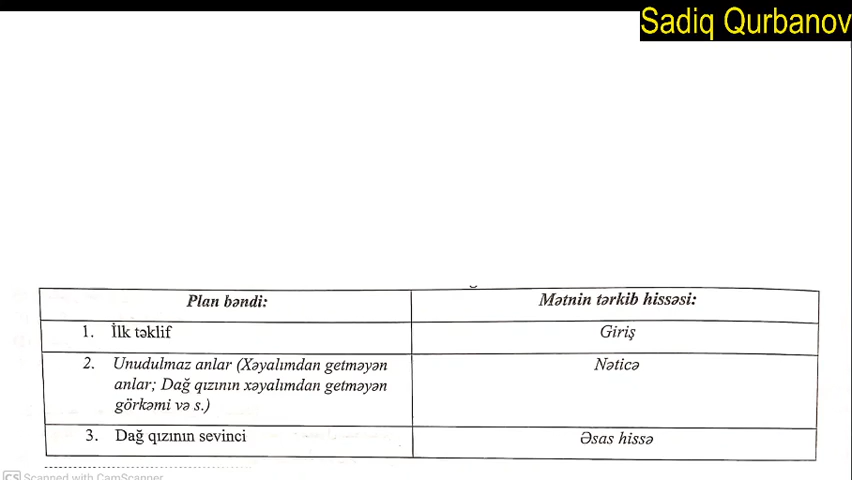 Sadiq Qurbanov
Plan bəndi: Mətnin tərkib hissəsi:
1. İlk təklif Giriş
2. Unudulmaz anlar (Xəyalımdan getməyən Nəticə
anlar; Dağ qızının xəyalımdan getməyən
görkəmi və s.)
3. Dağ qızının sevinci Əsas hissə
CS Scanned with CamScanner